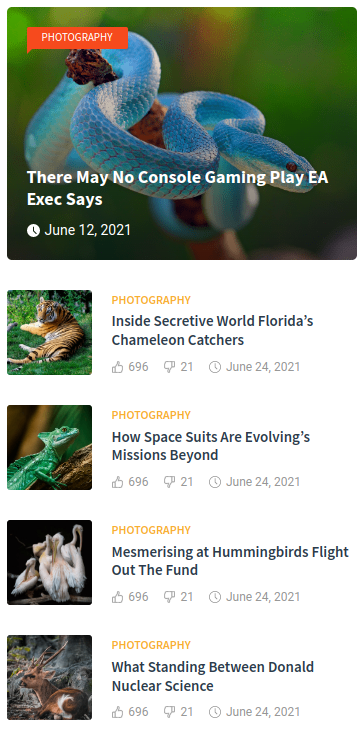 PHOTOGRAPHY
There May No Console Gaming Play EA
Exec Says
June 12, 2021
PHOTOGRAPHY
Inside Secretive World Florida's
Chameleon Catchers
696 21 June 24, 2021
PHOTOGRAPHY
How Space Suits Are Evolving's
Missions Beyond
696 21 June 24, 2021
PHOTOGRAPHY
Mesmerising at Hummingbirds Flight
Out The Fund
696 21 June 24, 2021
PHOTOGRAPHY
What Standing Between Donald
Nuclear Science
696 21 June 24, 2021